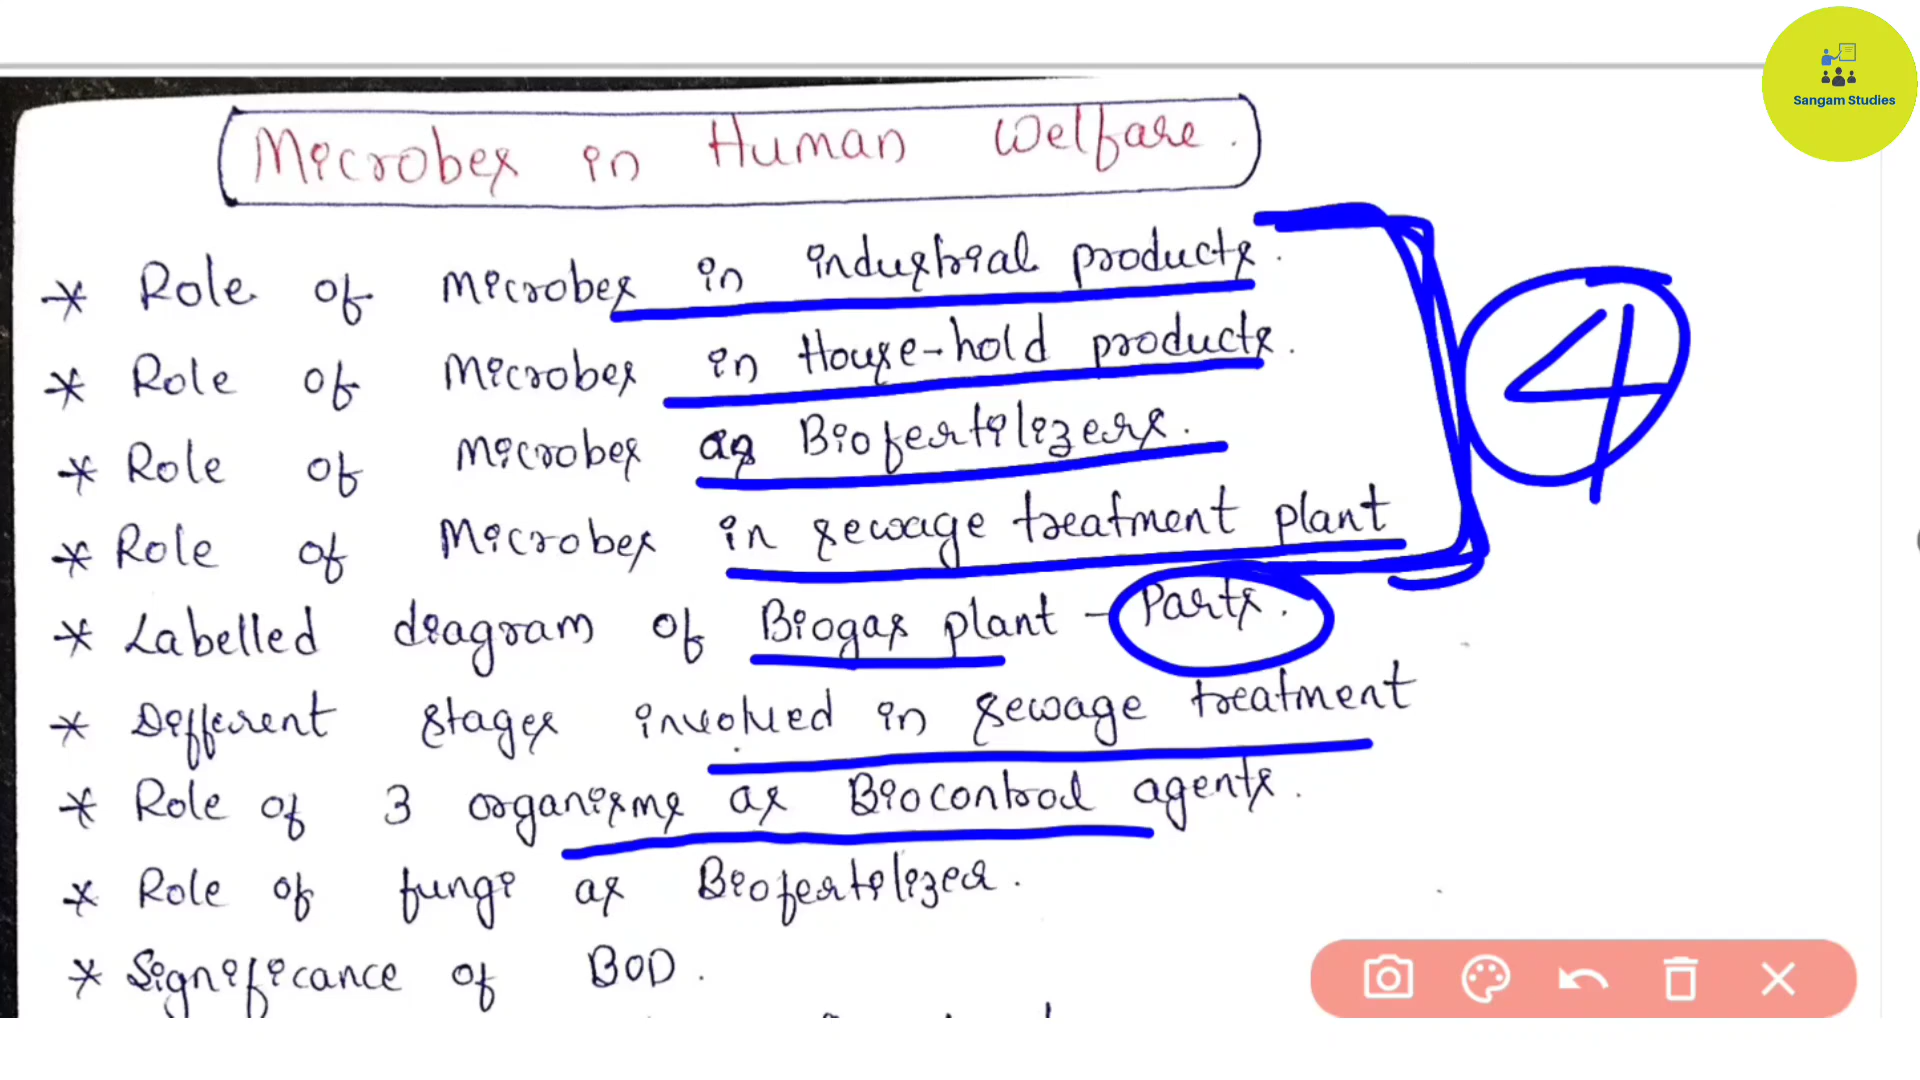 Sangam Studies
Microbes in Human Welfare.
* Role of Microbes in industrial products.
* Role of Microbes in House-hold products.
* Role of Microbes as Biofertilizers.
* Role of Microbes in sewage treatment plant
4
* Labelled diagram of Biogas plant - Parts.
* Different stages involved in sewage treatment
* Role of 3 organisms as Biocontrol agents.
* Role of fungi as Biofertilizer.
* Significance of BOD.